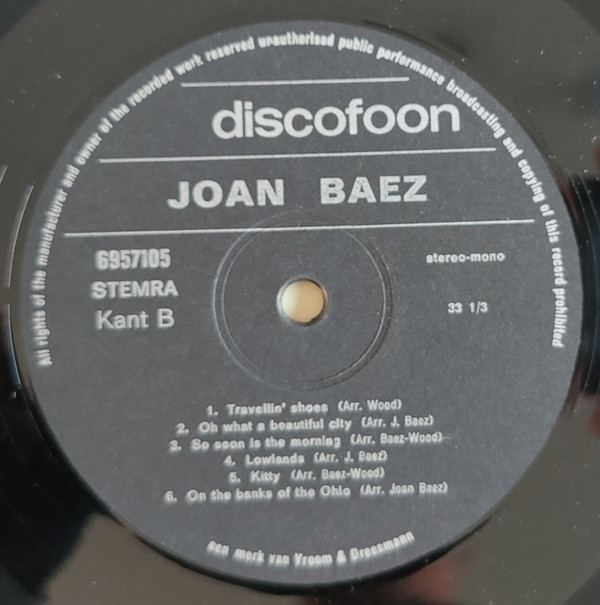 All rights of the manufacturer and owner of the recorded work reserved unauthorised public performance broadcasting and copying of this record prohibited
discofoon
JOAN BAEZ
6957105
STEMRA
Kant B
stereo-mono
33 1/3
1. Travellin' shoes (Arr. Wood)
2. Oh what a beautiful city (Arr. J. Baez)
3. So soon is the morning (Arr. Baez-Wood)
4. Lowlands (Arr. J. Baez)
5. Kitty (Arr. Baez-Wood)
6. On the banks of the Ohio (Arr. Joan Baez)
een merk van Vroom & Dreesmann